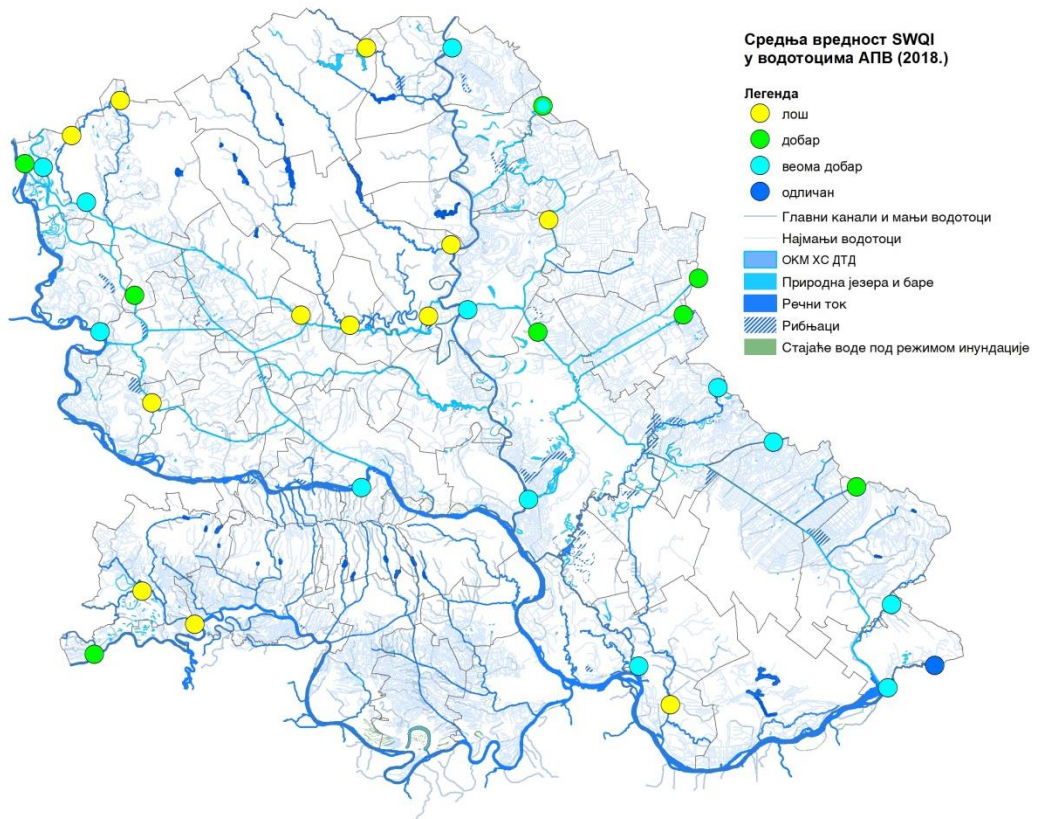 Средња вредност SWQI
у водотоцима АПВ (2018.)
Легенда
лош
добар
веома добар
одличан
Главни канали и мањи водотоци
Најмањи водотоци
ОКМ ХС ДТД
Природна језера и баре
Речни ток
Рибњаци
Стајаће воде под режимом инундације